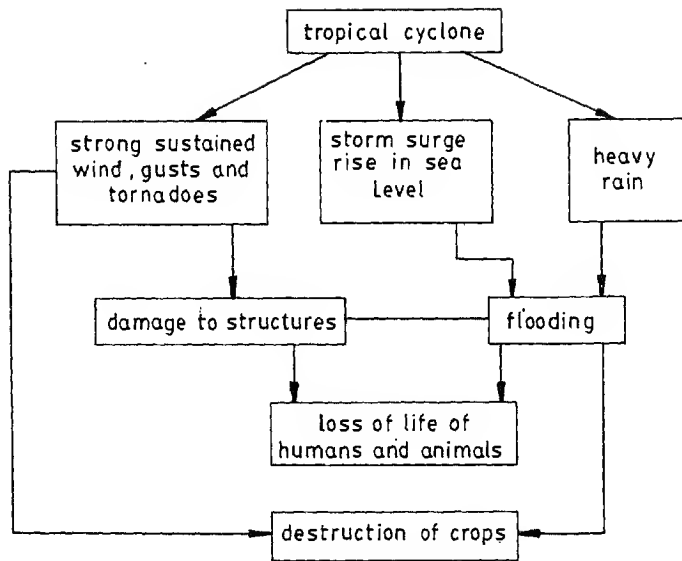 tropical cyclone
strong sustained
wind, gusts and
tornadoes
storm surge
rise in sea
Level
heavy
rain
damage to structures
flooding
loss of life of
humans and animals
destruction of crops